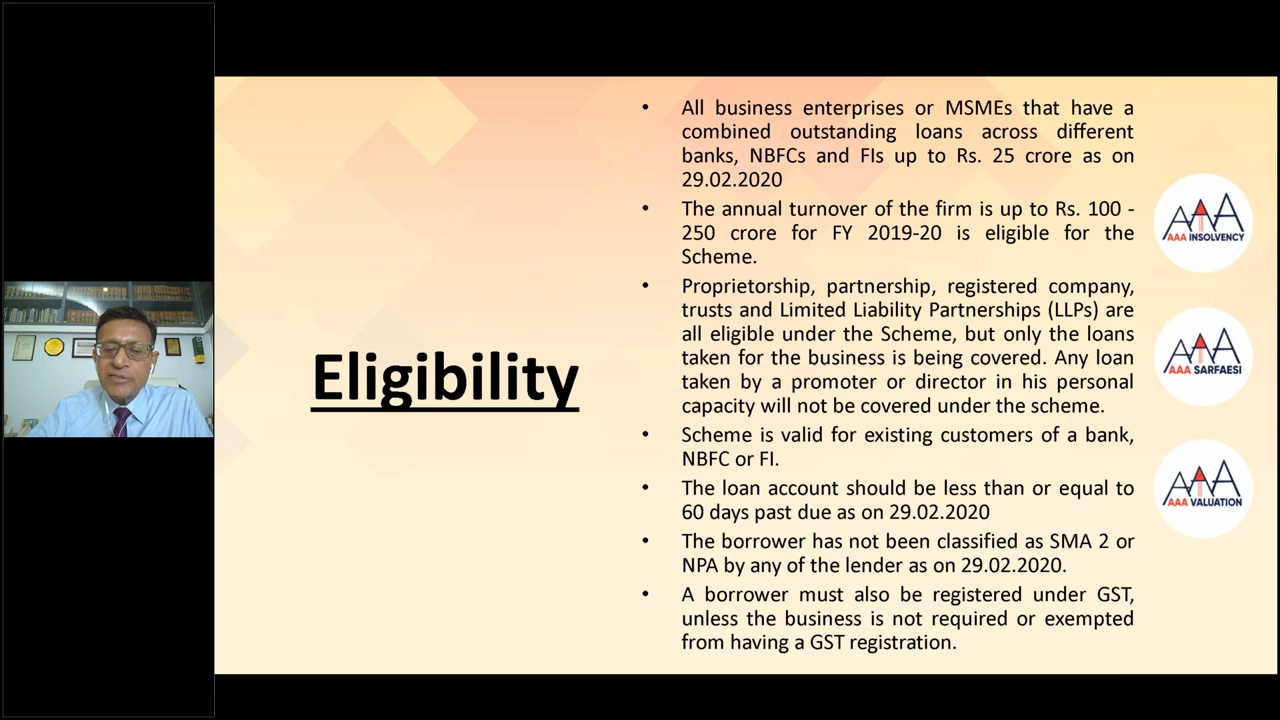 Eligibility
• All business enterprises or MSMEs that have a
combined outstanding loans across different
banks, NBFCs and FIs up to Rs. 25 crore as on
29.02.2020
• The annual turnover of the firm is up to Rs. 100 -
250 crore for FY 2019-20 is eligible for the
Scheme.
• Proprietorship, partnership, registered company,
trusts and Limited Liability Partnerships (LLPs) are
all eligible under the Scheme, but only the loans
taken for the business is being covered. Any loan
taken by a promoter or director in his personal
capacity will not be covered under the scheme.
• Scheme is valid for existing customers of a bank,
NBFC or FI.
• The loan account should be less than or equal to
60 days past due as on 29.02.2020
• The borrower has not been classified as SMA 2 or
NPA by any of the lender as on 29.02.2020.
• A borrower must also be registered under GST,
unless the business is not required or exempted
from having a GST registration.
AAA
AAA INSOLVENCY
AAA
AAA SARFAESI
AAA
AAA VALUATION